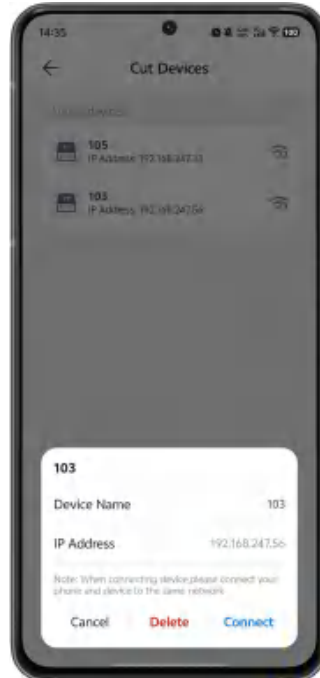 14:35
100
Cut Devices
105
IP Address: 192.168.247.
103
IP Address: 192.168.247.56
103
Device Name 103
IP Address 192.168.247.56
Note: When connecting device,please connect your
phone and device to the same network
Cancel Delete Connect